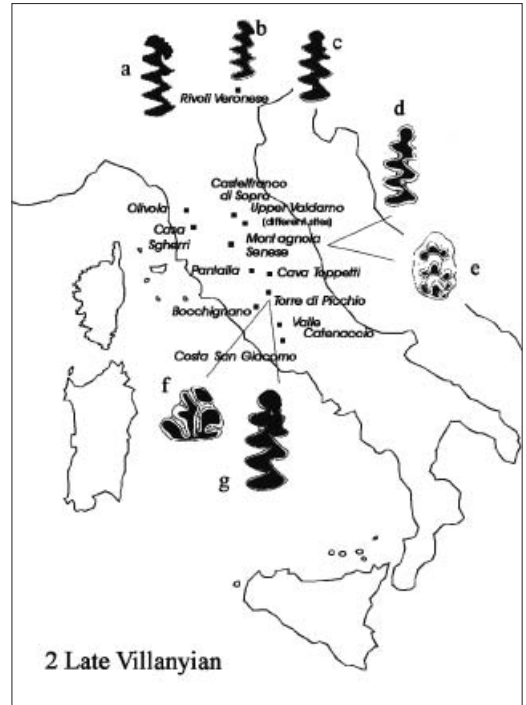 b
a
c
Rivoli Veronese
d
Castelfranco
di Sopra
Olivola
Upper Valdarno
(different sites)
Casa
Sgherri
Montagnola
Senese
e
Pantalla
Cava Toppetti
Torre di Picchio
Bocchignano
Valle
Catenaccio
Costa San Giacomo
f
g
2 Late Villanyian